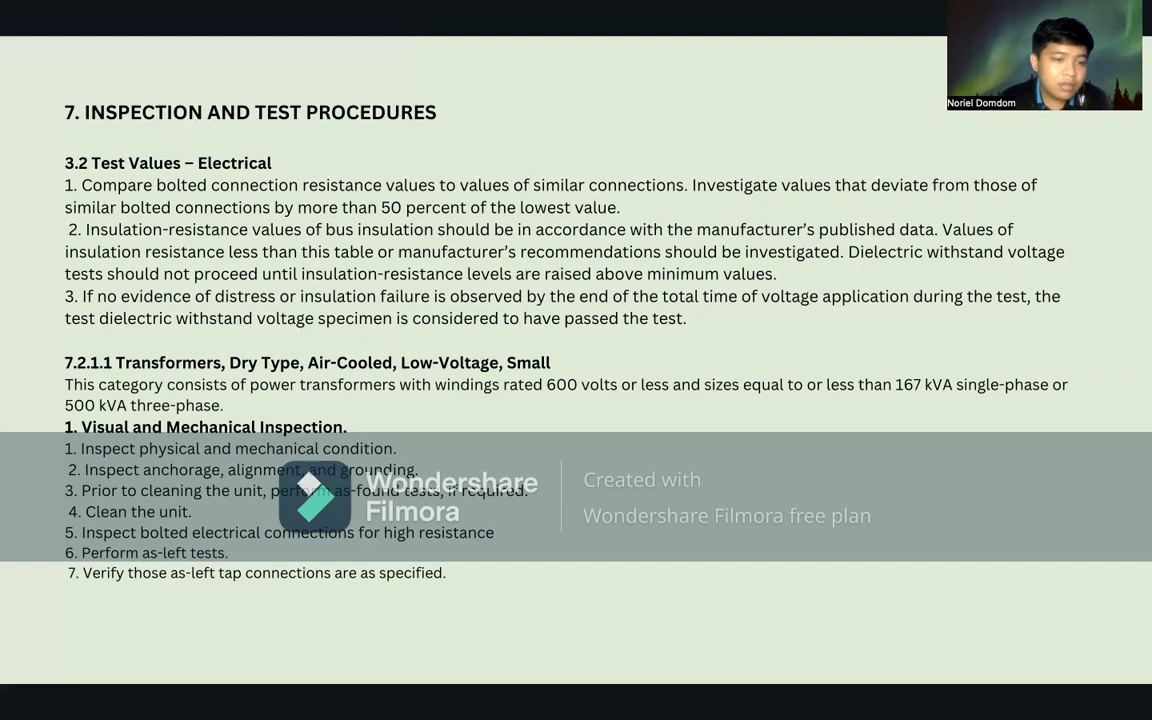 Noriel Domdom
7. INSPECTION AND TEST PROCEDURES
3.2 Test Values – Electrical
1. Compare bolted connection resistance values to values of similar connections. Investigate values that deviate from those of
similar bolted connections by more than 50 percent of the lowest value.
2. Insulation-resistance values of bus insulation should be in accordance with the manufacturer’s published data. Values of
insulation resistance less than this table or manufacturer’s recommendations should be investigated. Dielectric withstand voltage
tests should not proceed until insulation-resistance levels are raised above minimum values.
3. If no evidence of distress or insulation failure is observed by the end of the total time of voltage application during the test, the
test dielectric withstand voltage specimen is considered to have passed the test.
7.2.1.1 Transformers, Dry Type, Air-Cooled, Low-Voltage, Small
This category consists of power transformers with windings rated 600 volts or less and sizes equal to or less than 167 kVA single-phase or
500 kVA three-phase.
1. Visual and Mechanical Inspection.
1. Inspect physical and mechanical condition.
2. Inspect anchorage, alignment, and grounding.
3. Prior to cleaning the unit, perform as-found tests, if required.
4. Clean the unit.
5. Inspect bolted electrical connections for high resistance
6. Perform as-left tests.
7. Verify those as-left tap connections are as specified.
Wondershare
Filmora
Created with
Wondershare Filmora free plan